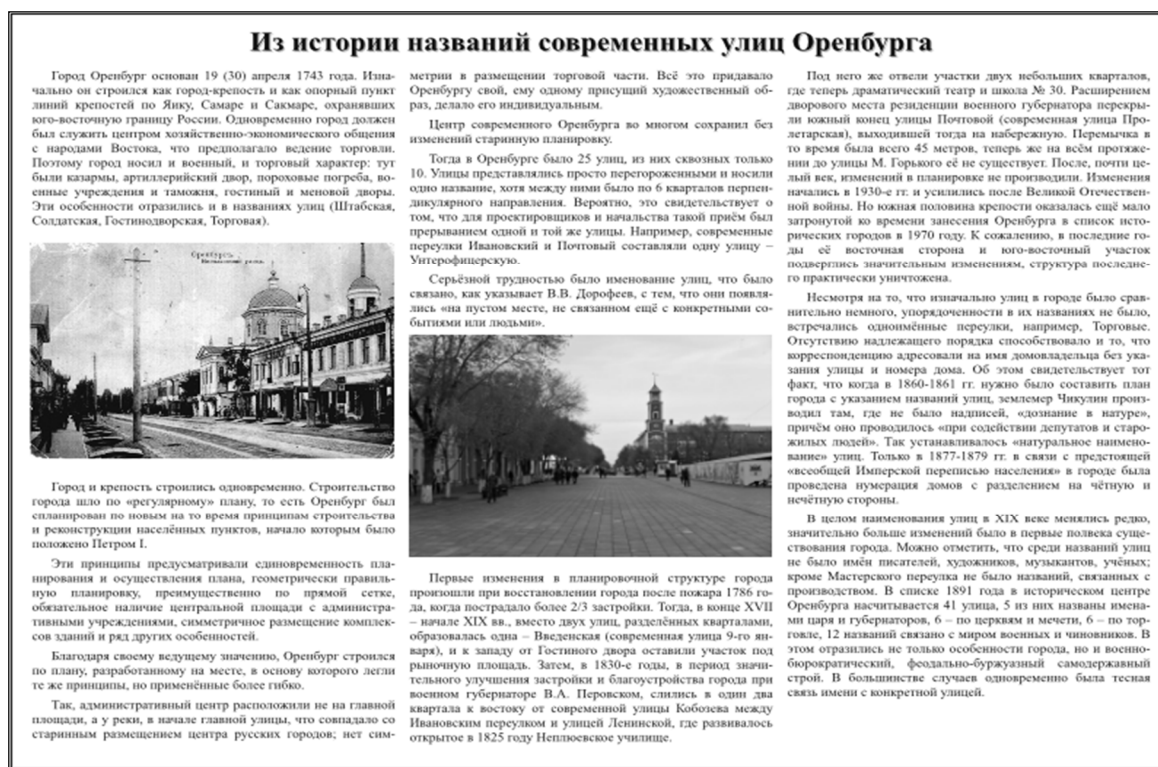 Из истории названий современных улиц Оренбурга
Город Оренбург основан 19 (30) апреля 1743 года. Изна-
чально он строился как город-крепость и как опорный пункт
линий крепостей по Яику, Самаре и Сакмаре, охранявших
юго-восточную границу России. Одновременно город должен
был служить центром хозяйственно-экономического общения
с народами Востока, что предполагало ведение торговли.
Поэтому город носил и военный, и торговый характер: тут
были казармы, артиллерийский двор, пороховые погреба, во-
енные учреждения и таможня, гостиный и меновой дворы.
Эти особенности отразились и в названиях улиц (Штабская,
Солдатская, Гостинодворская, Торговая).
Оренбургъ.
Город и крепость строились одновременно. Строительство
города шло по «регулярному» плану, то есть Оренбург был
спланирован по новым на то время принципам строительства
и реконструкции населённых пунктов, начало которым было
положено Петром I.
Эти принципы предусматривали единовременность пла-
нирования и осуществления плана, геометрически правиль-
ную планировку, преимущественно по прямой сетке,
обязательное наличие центральной площади с администра-
тивными учреждениями, симметричное размещение комплек-
сов зданий и ряд других особенностей.
Благодаря своему ведущему значению, Оренбург строился
по плану, разработанному на месте, в основу которого легли
те же принципы, но применённые более гибко.
Так, административный центр расположили не на главной
площади, а у реки, в начале главной улицы, что совпадало со
старинным размещением центра русских городов; нет сим-
метрии в размещении торговой части. Всё это придавало
Оренбургу свой, ему одному присущий художественный об-
раз, делало его индивидуальным.
Центр современного Оренбурга во многом сохранил без
изменений старинную планировку.
Тогда в Оренбурге было 25 улиц, из них сквозных только
10. Улицы представлялись просто перегороженными и носили
одно название, хотя между ними было по 6 кварталов перпен-
дикулярного направления. Вероятно, это свидетельствует о
том, что для проектировщиков и начальства такой приём был
прерыванием одной и той же улицы. Например, современные
переулки Ивановский и Почтовый составляли одну улицу –
Унтерофицерскую.
Серьёзной трудностью было именование улиц, что было
связано, как указывает В.В. Дорофеев, с тем, что они появля-
лись «на пустом месте, не связанном ещё с конкретными со-
бытиями или людьми».
Первые изменения в планировочной структуре города
произошли при восстановлении города после пожара 1786 го-
да, когда пострадало более 2/3 застройки. Тогда, в конце XVII
– начале XIX вв., вместо двух улиц, разделённых кварталами,
образовалась одна – Введенская (современная улица 9-го ян-
варя), и к западу от Гостиного двора оставили участок под
рыночную площадь. Затем, в 1830-е годы, в период значи-
тельного улучшения застройки и благоустройства города при
военном губернаторе В.А. Перовском, слились в один два
квартала к востоку от современной улицы Кобозева между
Ивановским переулком и улицей Ленинской, где развивалось
открытое в 1825 году Неплюевское училище.
Под него же отвели участки двух небольших кварталов,
где теперь драматический театр и школа № 30. Расширением
дворового места резиденции военного губернатора перекры-
ли южный конец улицы Почтовой (современная улица Про-
летарская), выходившей тогда на набережную. Перемычка в
то время была всего 45 метров, теперь же на всём протяже-
нии до улицы М. Горького её не существует. После, почти це-
лый век, изменений в планировке не производили. Изменения
начались в 1930-е гг. и усилились после Великой Отечествен-
ной войны. Но южная половина крепости оказалась ещё мало
затронутой ко времени занесения Оренбурга в список исто-
рических городов в 1970 году. К сожалению, в последние го-
ды её восточная сторона и юго-восточный участок
подверглись значительным изменениям, структура последне-
го практически уничтожена.
Несмотря на то, что изначально улиц в городе было срав-
нительно немного, упорядоченности в их названиях не было,
встречались одноимённые переулки, например, Торговые.
Отсутствию надлежащего порядка способствовало и то, что
корреспонденцию адресовали на имя домовладельца без ука-
зания улицы и номера дома. Об этом свидетельствует тот
факт, что когда в 1860-1861 гг. нужно было составить план
города с указанием названий улиц, землемер Чикулин произ-
водил там, где не было надписей, «дознание в натуре»,
причём оно проводилось «при содействии депутатов и старо-
жилых людей». Так устанавливалось «натуральное наимено-
вание» улиц. Только в 1877-1879 гг. в связи с предстоящей
«всеобщей Имперской переписью населения» в городе была
проведена нумерация домов с разделением на чётную и
нечётную стороны.
В целом наименования улиц в XIX веке менялись редко,
значительно больше изменений было в первые полвека суще-
ствования города. Можно отметить, что среди названий улиц
не было имён писателей, художников, музыкантов, учёных;
кроме Мастерского переулка не было названий, связанных с
производством. В списке 1891 года в историческом центре
Оренбурга насчитывается 41 улица, 5 из них названы имена-
ми царя и губернаторов, 6 – по церквям и мечети, 6 – по тор-
говле, 12 названий связано с миром военных и чиновников. В
этом отразились не только особенности города, но и военно-
бюрократический, феодально-буржуазный самодержавный
строй. В большинстве случаев одновременно была тесная
связь имени с конкретной улицей.